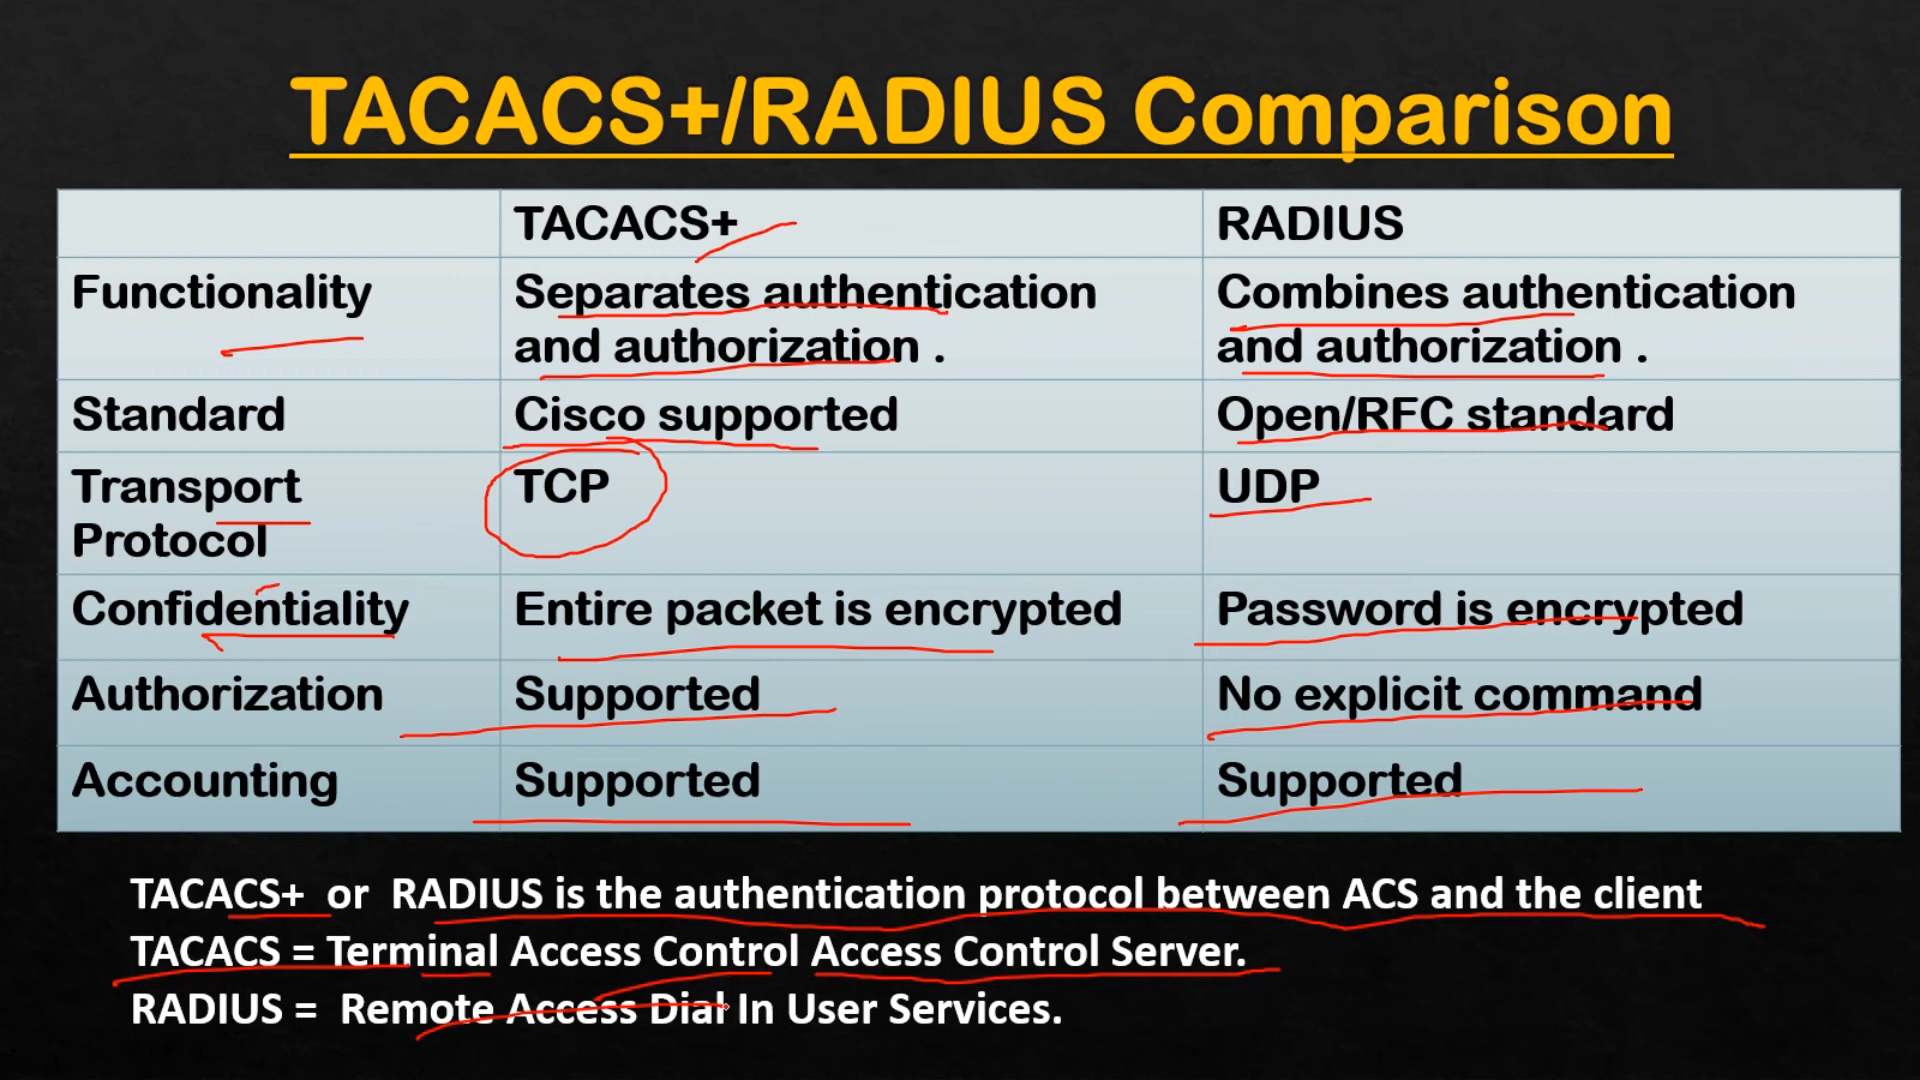 TACACS+/RADIUS Comparison
TACACS+
RADIUS
Functionality
Separates authentication
and authorization .
Combines authentication
and authorization .
Standard
Cisco supported
Open/RFC standard
Transport
Protocol
TCP
UDP
Confidentiality
Entire packet is encrypted
Password is encrypted
Authorization
Supported
No explicit command
Accounting
Supported
Supported
TACACS+ or RADIUS is the authentication protocol between ACS and the client
TACACS = Terminal Access Control Access Control Server.
RADIUS = Remote Access Dial In User Services.